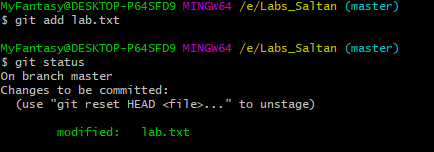 MyFantasy@DESKTOP-P64SFD9 MINGW64 /e/Labs_Saltan (master)
$ git add lab.txt
MyFantasy@DESKTOP-P64SFD9 MINGW64 /e/Labs_Saltan (master)
$ git status
On branch master
Changes to be committed:
  (use "git reset HEAD <file>..." to unstage)
        modified:   lab.txt